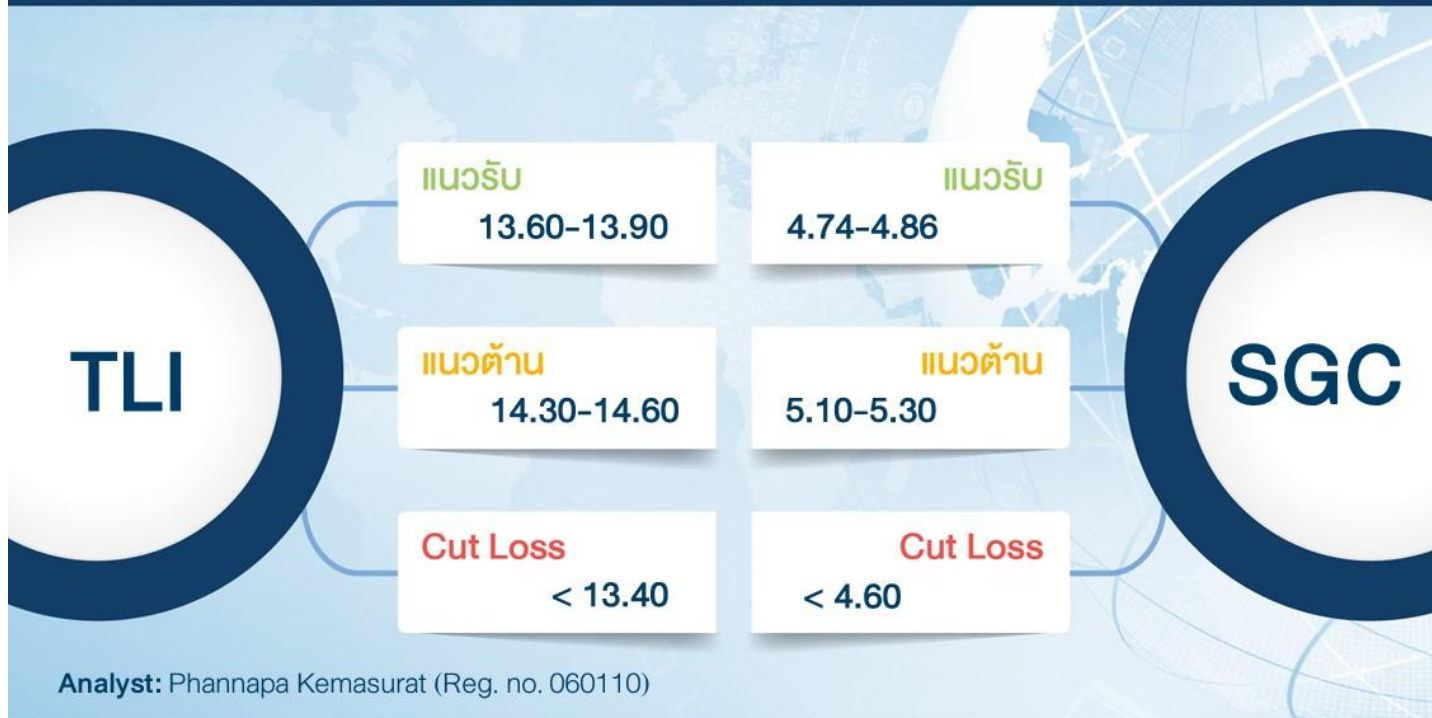 TLI
แนวรับ
13.60-13.90
แนวต้าน
14.30-14.60
Cut Loss
< 13.40
แนวรับ
4.74-4.86
แนวต้าน
5.10-5.30
Cut Loss
< 4.60
SGC
Analyst: Phannapa Kemasurat (Reg. no. 060110)